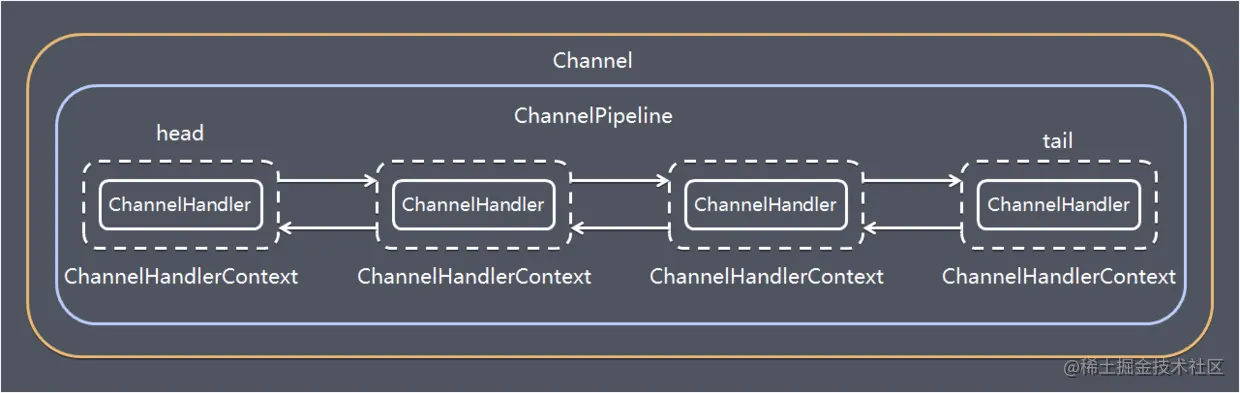 Channel
ChannelPipeline
head
tail
ChannelHandler ChannelHandler ChannelHandler ChannelHandler
ChannelHandlerContext ChannelHandlerContext ChannelHandlerContext ChannelHandlerContext
@稀土掘金技术社区